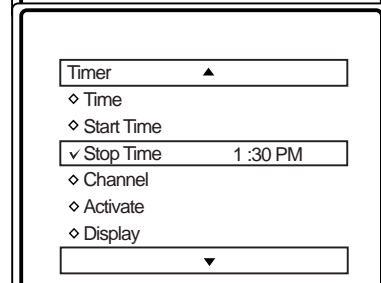 Timer ▲
◇ Time
◇ Start Time
✓ Stop Time 1 :30 PM
◇ Channel
◇ Activate
◇ Display
▼